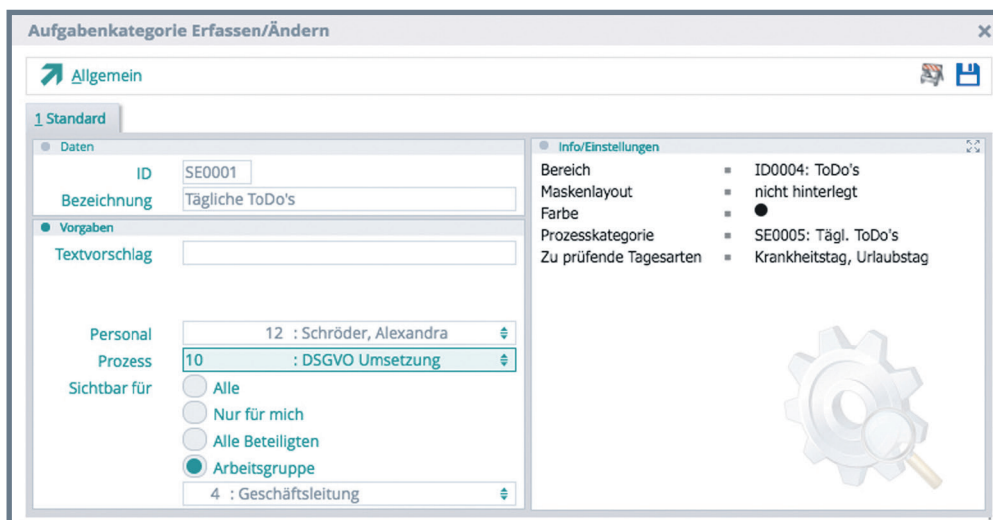 Aufgabenkategorie Erfassen/Ändern
Allgemein
1 Standard
Daten
ID SE0001
Bezeichnung Tägliche ToDo's
Vorgaben
Textvorschlag
Personal 12 : Schröder, Alexandra
Prozess 10 : DSGVO Umsetzung
Sichtbar für Alle
Nur für mich
Alle Beteiligten
Arbeitsgruppe
4 : Geschäftsleitung
Info/Einstellungen
Bereich ID0004: ToDo's
Maskenlayout nicht hinterlegt
Farbe
Prozesskategorie SE0005: Tägl. ToDo's
Zu prüfende Tagesarten Krankheitstag, Urlaubstag